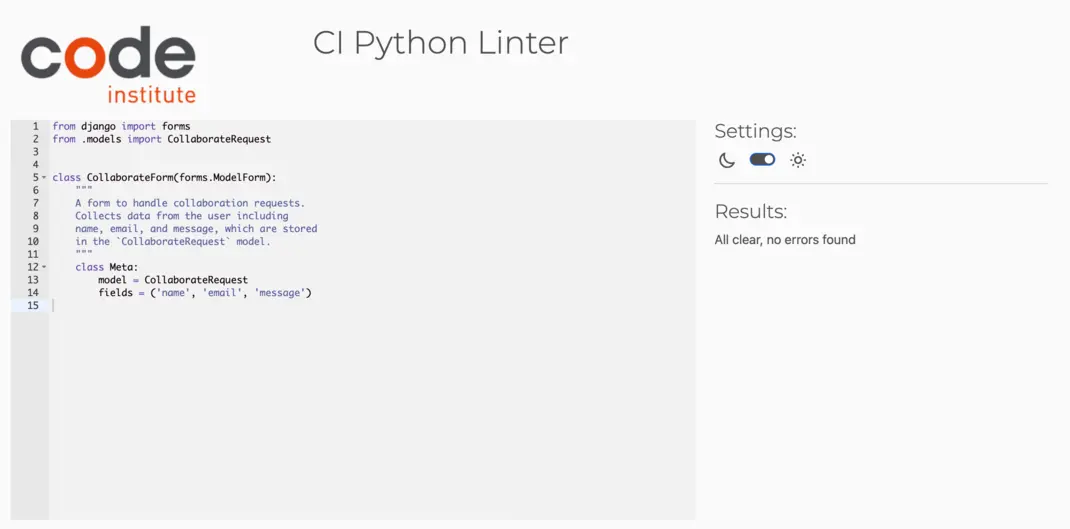 code
institute
CI Python Linter
1 from django import forms
2 from .models import CollaborateRequest
3
4
5 class CollaborateForm(forms.ModelForm):
6     """
7     A form to handle collaboration requests.
8     Collects data from the user including
9     name, email, and message, which are stored
10     in the `CollaborateRequest` model.
11     """
12     class Meta:
13         model = CollaborateRequest
14         fields = ('name', 'email', 'message')
15
Settings:
Results:
All clear, no errors found